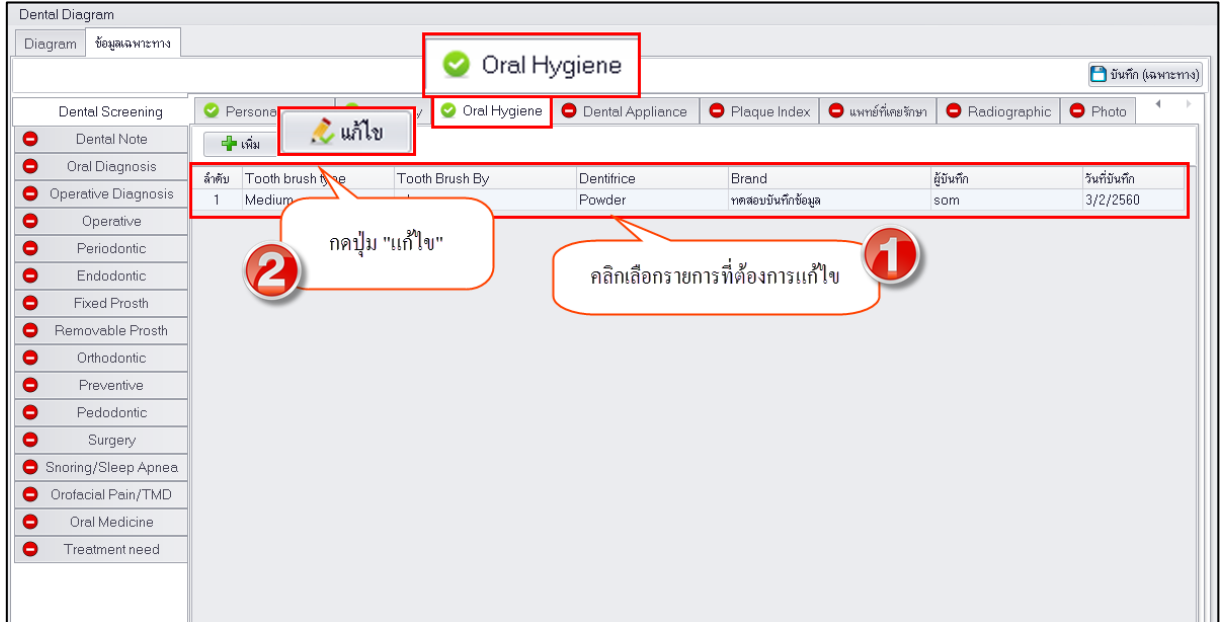 Dental Diagram
Diagram ข้อมูลเฉพาะทาง
Oral Hygiene
บันทึก (เฉพาะทาง)
Dental Screening
Oral Hygiene Dental Appliance Plaque Index แพทย์ที่เคยรักษา Radiographic Photo
Dental Note
เพิ่ม แก้ไข
Oral Diagnosis
ลำดับ Tooth brush type Tooth Brush By Dentifrice Brand ผู้บันทึก วันที่บันทึก
1 Medium Powder ทดสอบบันทึกข้อมูล som 3/2/2560
Operative Diagnosis
Operative
2 กดปุ่ม "แก้ไข"
Periodontic
1 คลิกเลือกรายการที่ต้องการแก้ไข
Endodontic
Fixed Prosth
Removable Prosth
Orthodontic
Preventive
Pedodontic
Surgery
Snoring/Sleep Apnea
Orofacial Pain/TMD
Oral Medicine
Treatment need